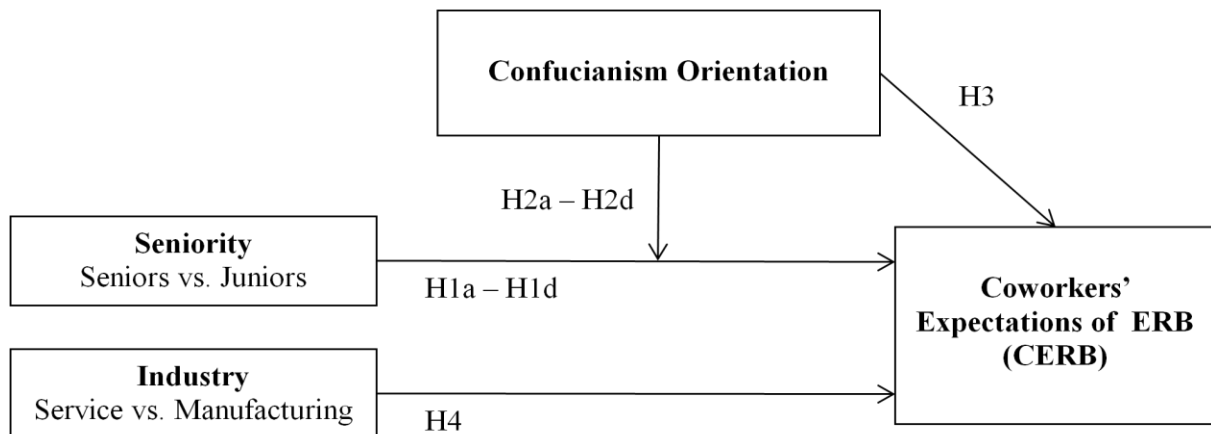 Confucianism Orientation
H3
H2a – H2d
Seniority
Seniors vs. Juniors
H1a – H1d
Coworkers’
Expectations of ERB
(CERB)
Industry
Service vs. Manufacturing
H4